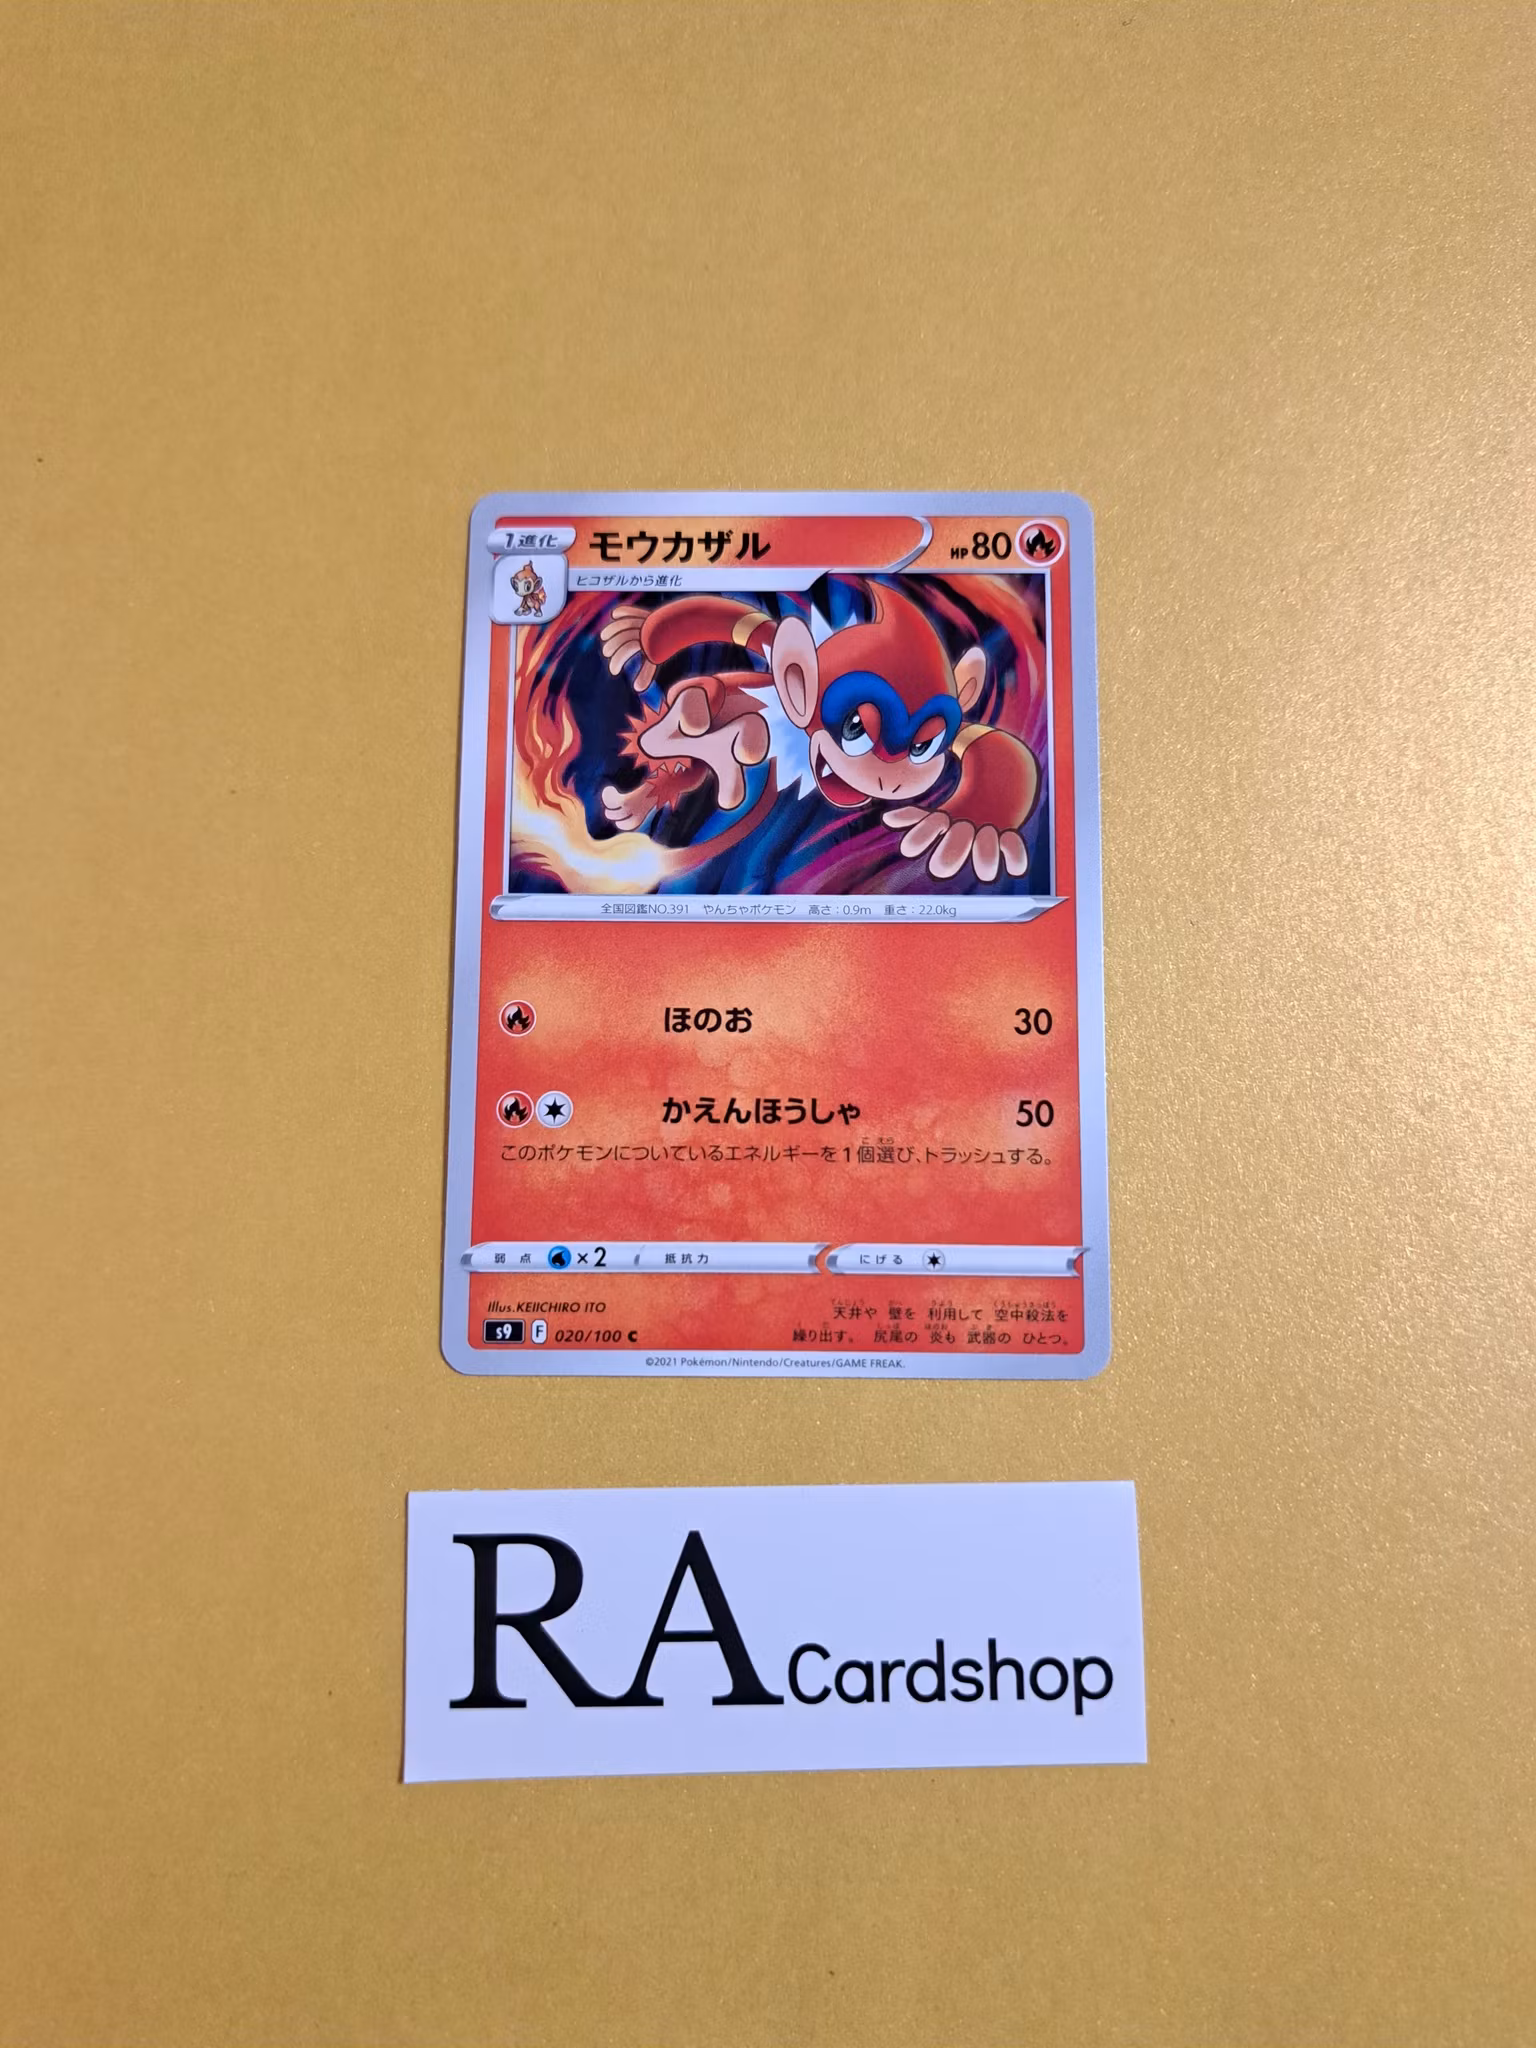 1進化 モウカザル HP80
ヒコザルから進化
全国図鑑NO.391 やんちゃポケモン 高さ:0.9m 重さ:22.0kg
ほのお 30
かえんほうしゃ 50
このポケモンについているエネルギーを1個選び、トラッシュする。
弱点 ×2 抵抗力 にげる
Illus.KEIICHIRO ITO
s9 F 020/100 C
天井や 壁を 利用して 空中殺法を
繰り出す。 尻尾の 炎も 武器の ひとつ。
©2021 Pokémon/Nintendo/Creatures/GAME FREAK.
RA Cardshop